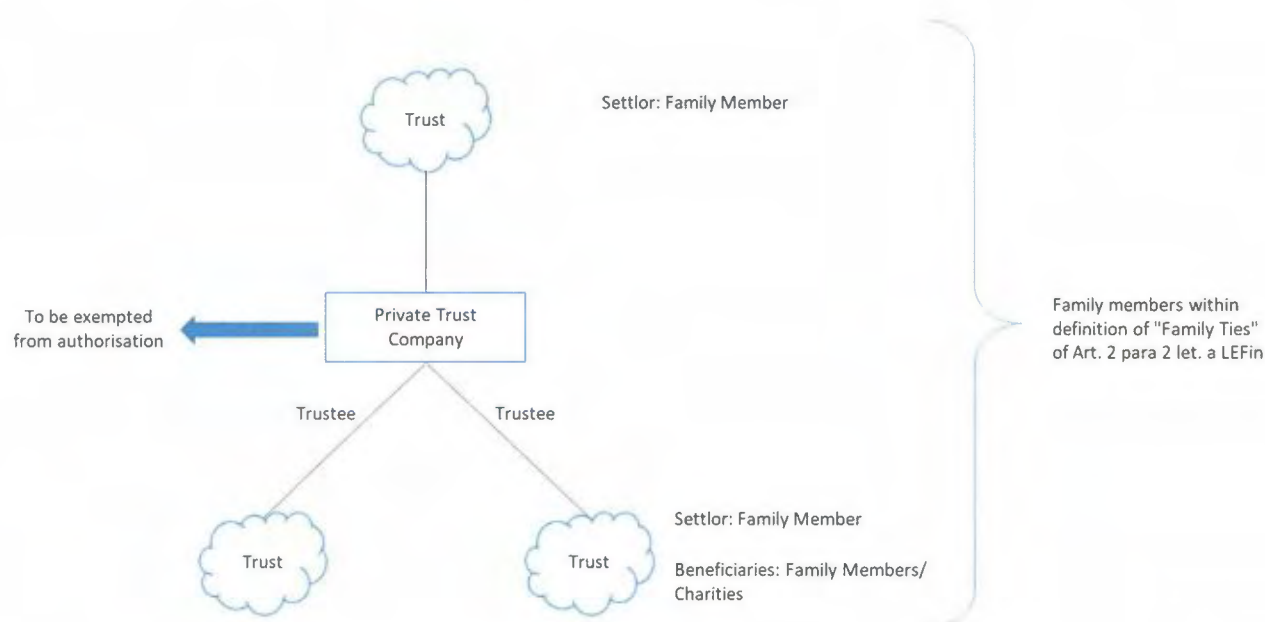 Trust
Settlor: Family Member
To be exempted
from authorisation
Private Trust
Company
Family members within
definition of "Family Ties"
of Art. 2 para 2 let. a LEFin
Trustee
Trustee
Trust
Trust
Settlor: Family Member
Beneficiaries: Family Members/
Charities